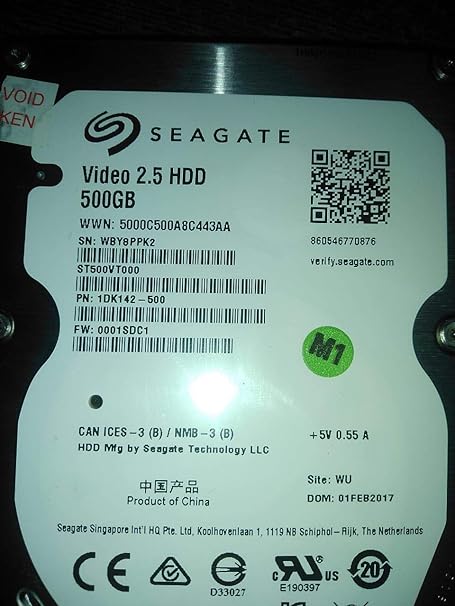 VOID
KEN
SEAGATE
Video 2.5 HDD
500GB
WWN: 5000C500A8C443AA
SN: WBY8PPK2
ST500VT000
PN: 1DK142-500
FW: 0001SDC1
860546770876
verify.seagate.com
M1
CAN ICES-3 (B) / NMB-3 (B)
+5V 0.55 A
HDD Mfg by Seagate Technology LLC
中国产品
Product of China
Site: WU
DOM: 01FEB2017
Seagate Singapore Int'l HQ Pte. Ltd, Koolhovenlaan 1, 1119 NB Schiphol-Rijk, The Netherlands
CE
D33027
c RU US
E190397
20